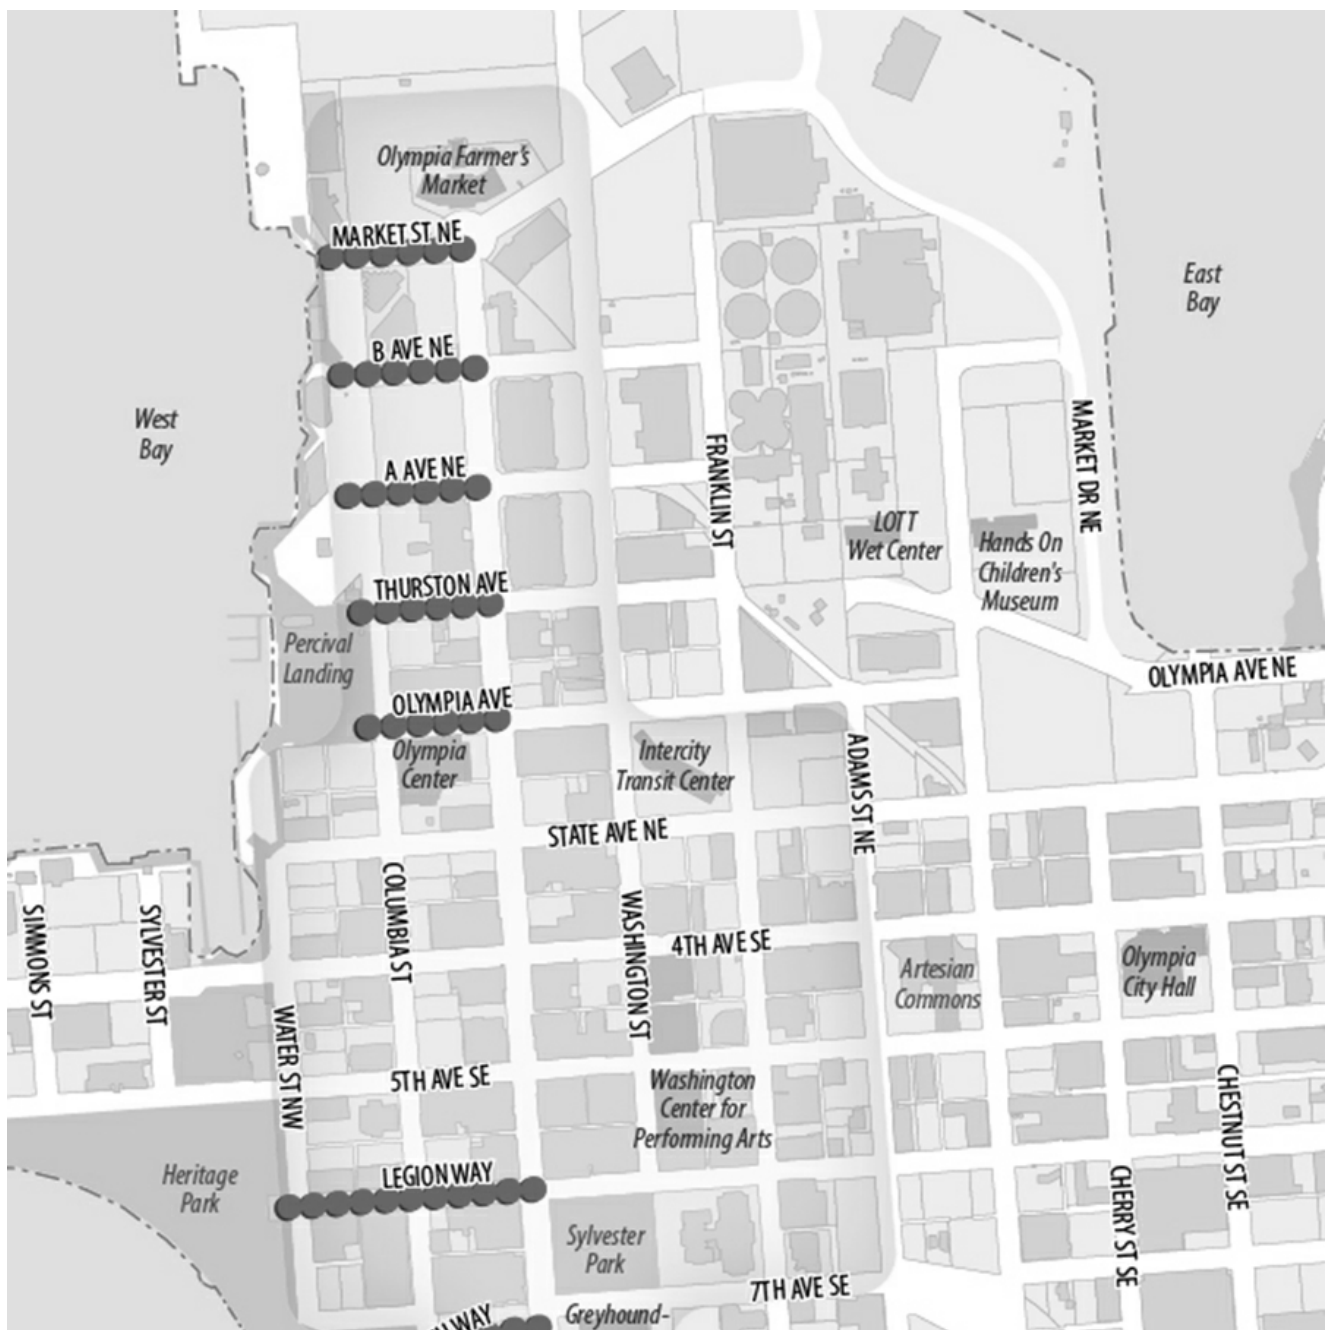 Olympia Farmer's
Market
MARKET ST NE
East
Bay
B AVE NE
West
Bay
MARKET DR NE
FRANKLIN ST
A AVE NE
LOTT
Wet Center
Hands On
Children's
Museum
THURSTON AVE
Percival
Landing
OLYMPIA AVE NE
OLYMPIA AVE
Olympia
Center
Intercity
Transit Center
ADAMS ST NE
STATE AVE NE
COLUMBIA ST
WASHINGTON ST
SIMMONS ST
SYLVESTER ST
4TH AVE SE
Artesian
Commons
Olympia
City Hall
WATER ST NW
5TH AVE SE
Washington
Center for
Performing Arts
CHESTNUT ST SE
Heritage
Park
LEGION WAY
CHERRY ST SE
Sylvester
Park
7TH AVE SE
Greyhound-
WAY